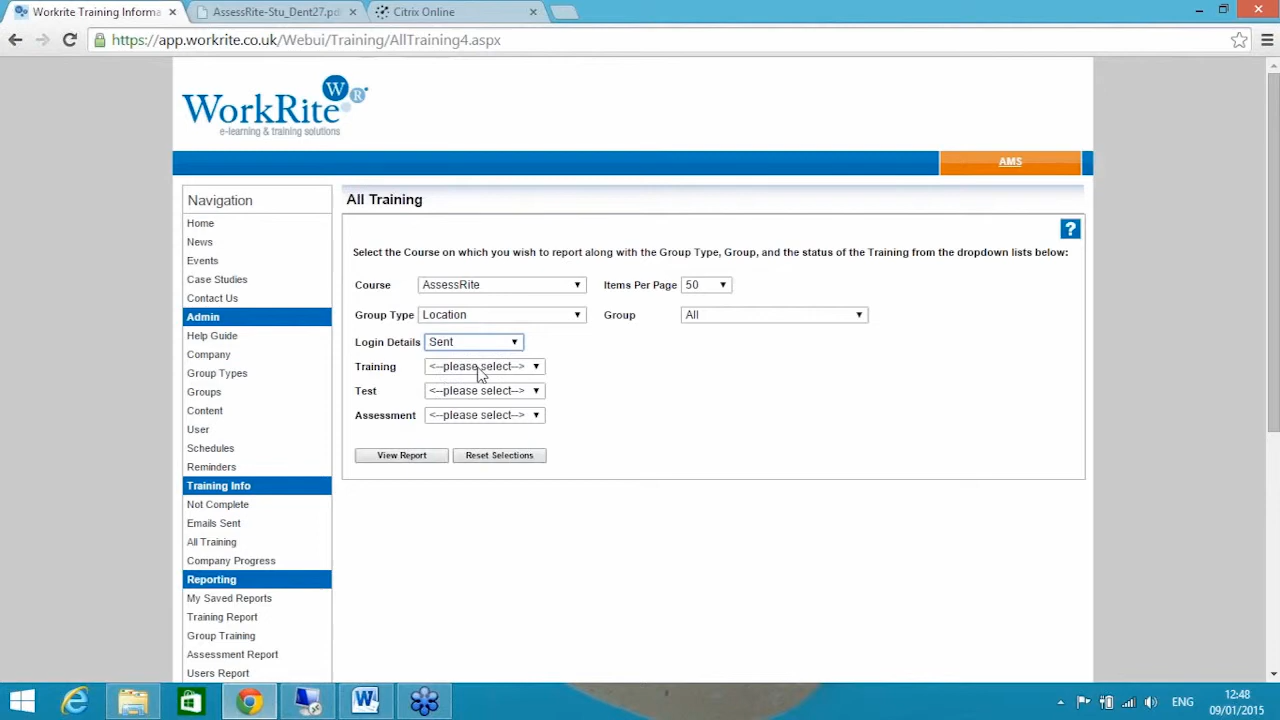 Workrite Training Informa
AssessRite-Stu_Dent27.pd
Citrix Online
https://app.workrite.co.uk/Webui/Training/AllTraining4.aspx
WorkRite W R
e-learning & training solutions
AMS
Navigation
Home
News
Events
Case Studies
Contact Us
Admin
Help Guide
Company
Group Types
Groups
Content
User
Schedules
Reminders
Training Info
Not Complete
Emails Sent
All Training
Company Progress
Reporting
My Saved Reports
Training Report
Group Training
Assessment Report
Users Report
All Training
?
Select the Course on which you wish to report along with the Group Type, Group, and the status of the Training from the dropdown lists below:
Course AssessRite Items Per Page 50
Group Type Location Group All
Login Details Sent
Training <--please select-->
Test <--please select-->
Assessment <--please select-->
View Report Reset Selections
ENG
12:48
09/01/2015